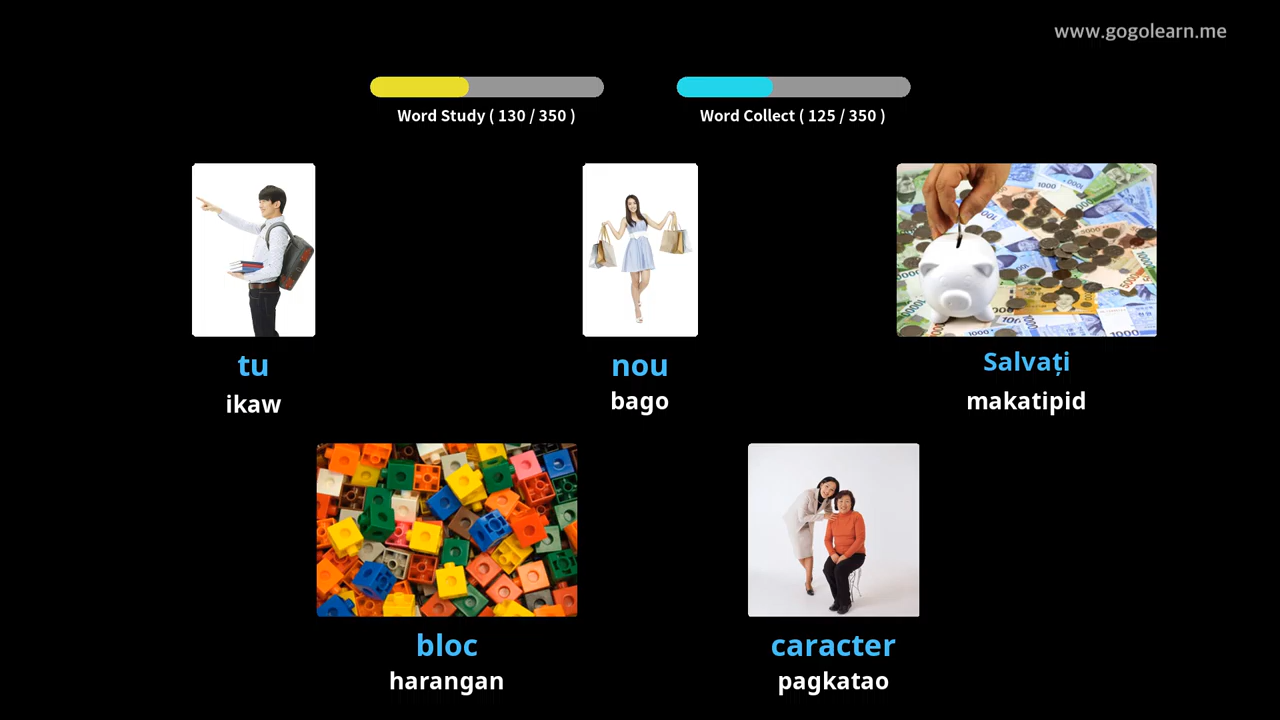 www.gogolearn.me
Word Study ( 130 / 350 )
Word Collect ( 125 / 350 )
tu
ikaw
nou
bago
Salvați
makatipid
bloc
harangan
caracter
pagkatao